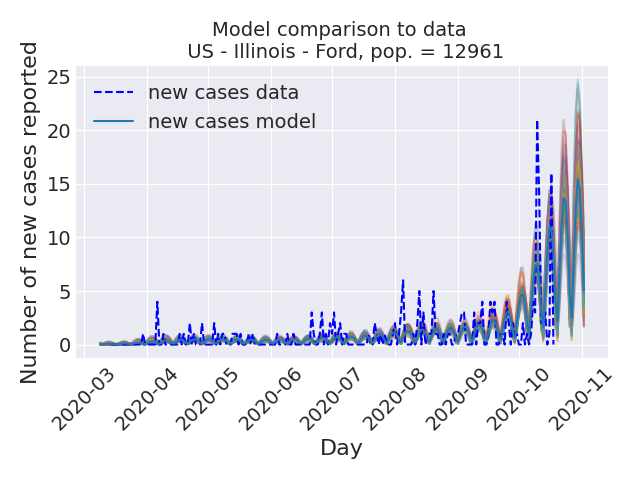 Model comparison to data
US - Illinois - Ford, pop. = 12961
Number of new cases reported
25
20
15
10
5
0
new cases data
new cases model
2020-03
2020-04
2020-05
2020-06
2020-07
2020-08
2020-09
2020-10
2020-11
Day